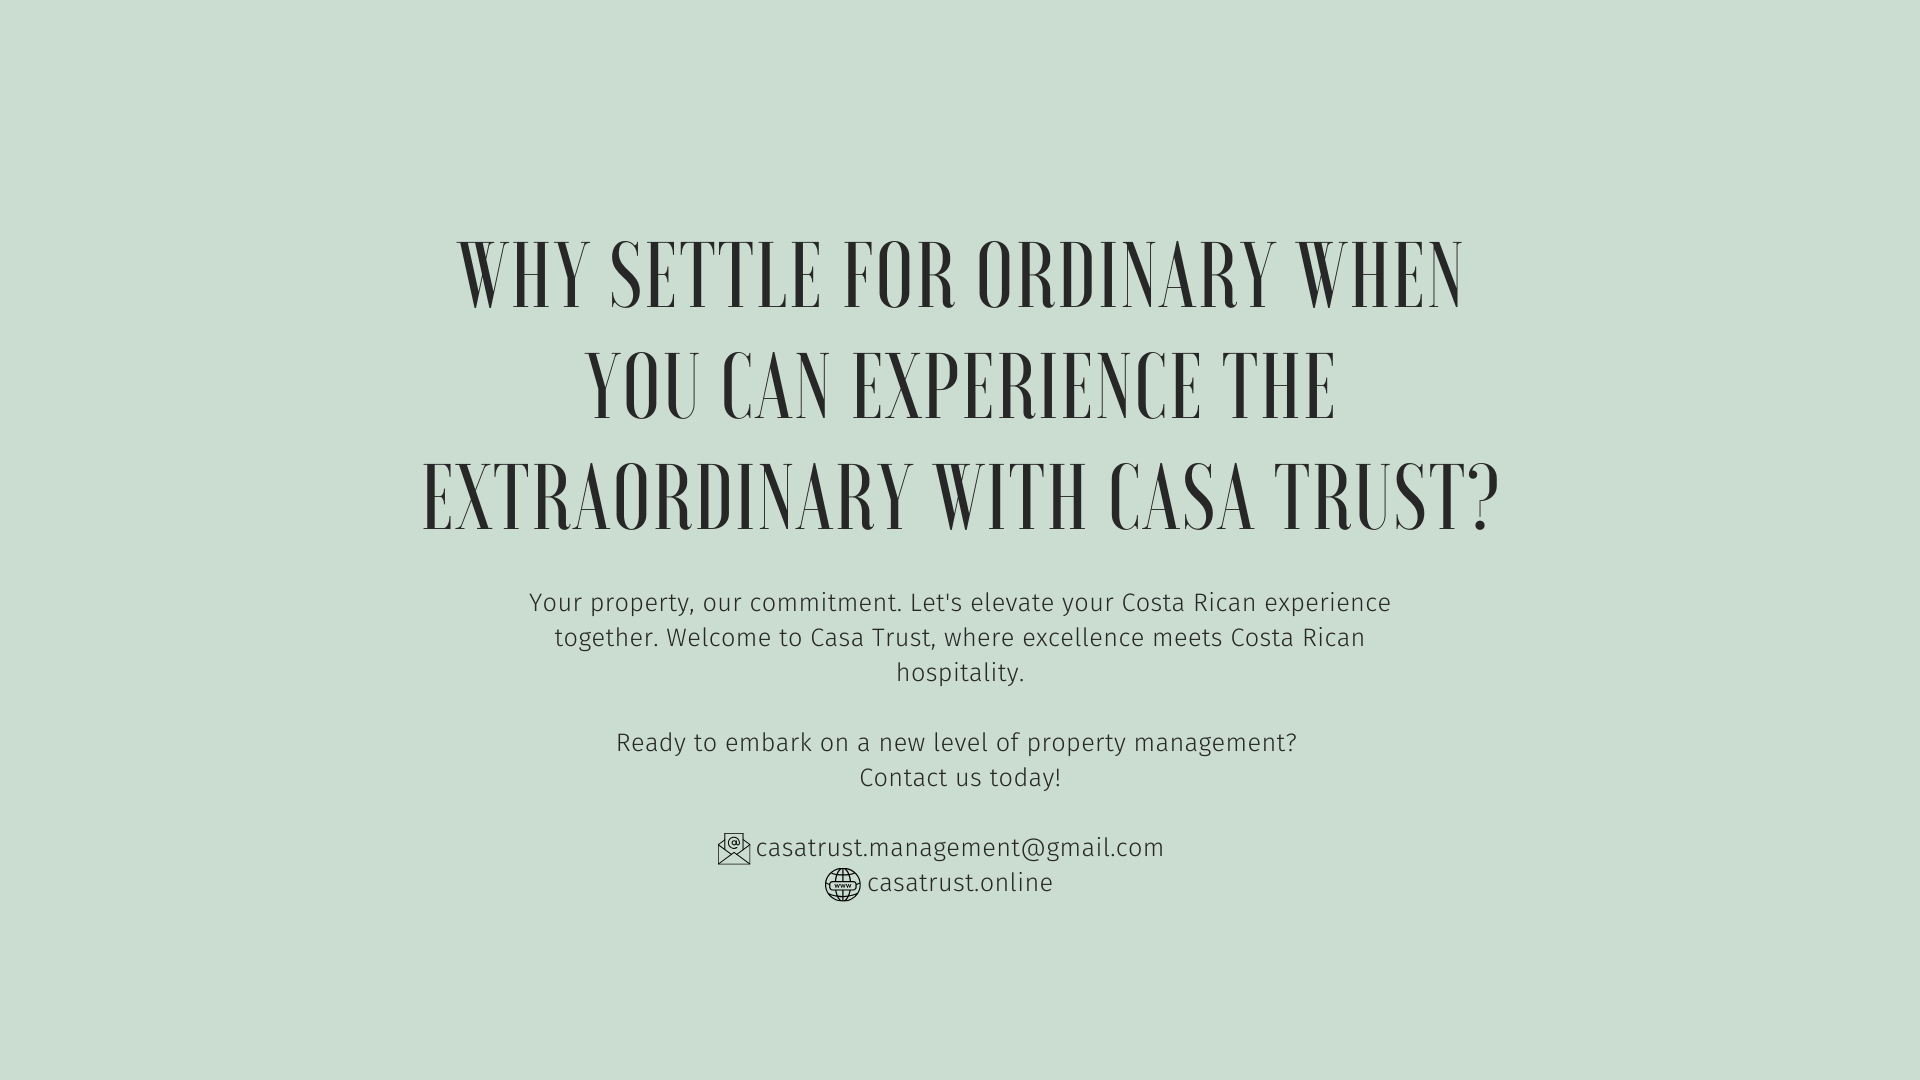 WHY SETTLE FOR ORDINARY WHEN
YOU CAN EXPERIENCE THE
EXTRAORDINARY WITH CASA TRUST?
Your property, our commitment. Let's elevate your Costa Rican experience
together. Welcome to Casa Trust, where excellence meets Costa Rican
hospitality.
Ready to embark on a new level of property management?
Contact us today!
@ casatrust.management@gmail.com
www casatrust.online